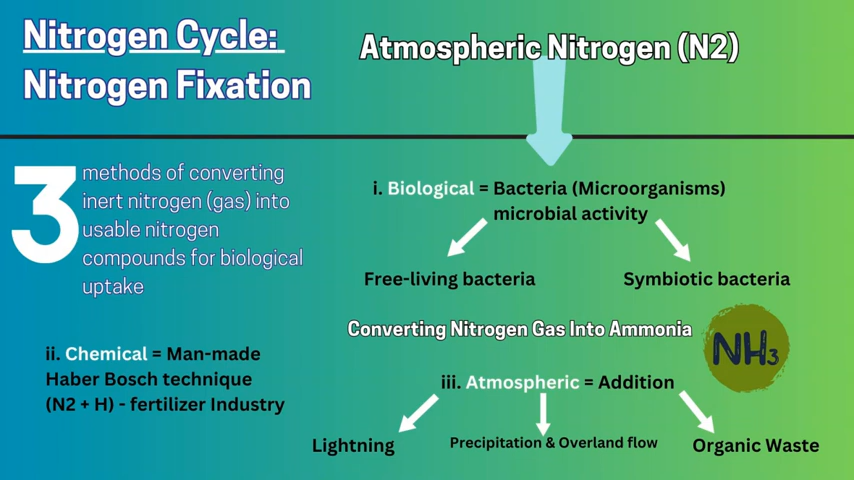 Nitrogen Cycle:
Nitrogen Fixation
Atmospheric Nitrogen (N2)
3
methods of converting
inert nitrogen (gas) into
usable nitrogen
compounds for biological
uptake
i. Biological = Bacteria (Microorganisms)
microbial activity
Free-living bacteria
Symbiotic bacteria
Converting Nitrogen Gas Into Ammonia
NH3
ii. Chemical = Man-made
Haber Bosch technique
(N2 + H) - fertilizer Industry
iii. Atmospheric = Addition
Lightning
Precipitation & Overland flow
Organic Waste